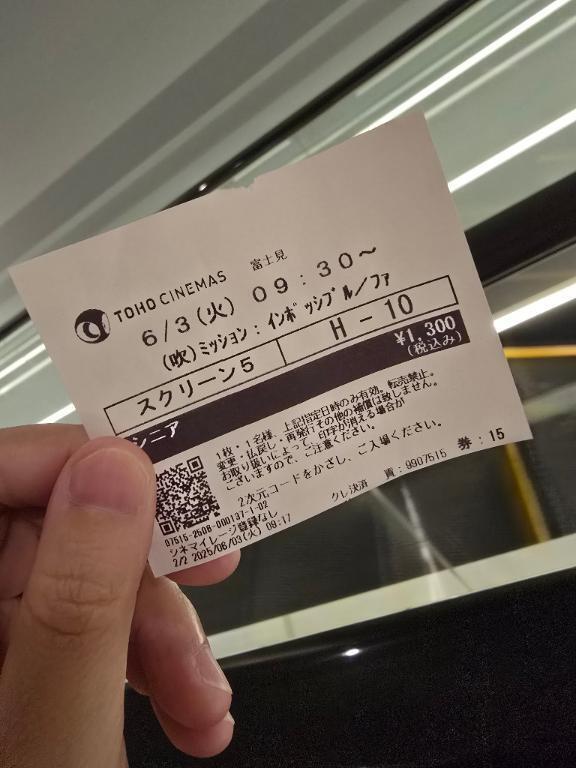 TOHO CINEMAS 富士見
6/3(火) 09:30～
(吹)ミッション:インポッシブル/ファ
スクリーン5 H-10
シニア ¥1,300
(税込み)
1枚・1名様、上記指定日時のみ有効。転売禁止。
変更・払戻し・再発行その他の補償は致しません。
お取り扱いによって、印字が消える場合が
ございますので、ご注意ください。
2次元コードをかざし、ご入場ください。
クレ決済 買:9907515 券:15
07515-2506-000137-1-02
シネマイレージ登録なし
2/2 2025/06/03(火) 09:17